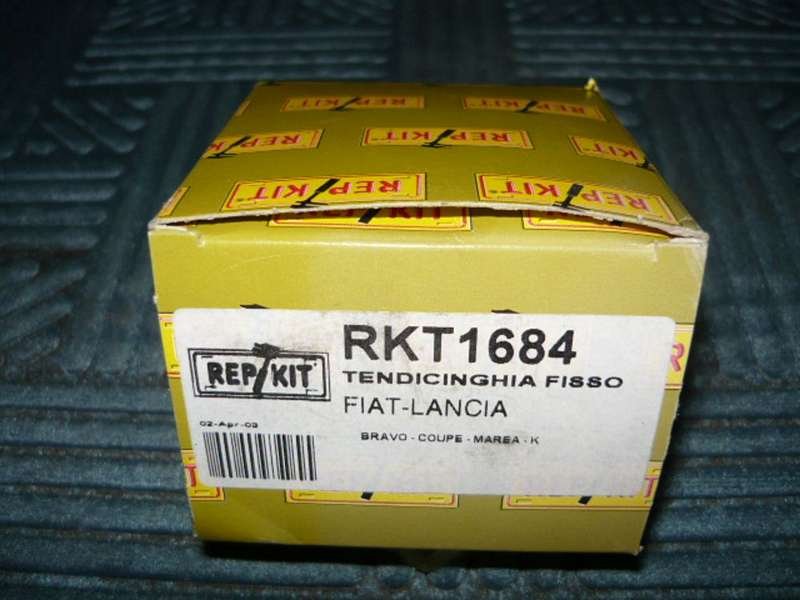 REP KIT
REP KIT
REP KIT
REP KIT
REP KIT
REP KIT
REP KIT
RKT1684
REP KIT
TENDICINGHIA FISSO
FIAT-LANCIA
02-Apr-03
BRAVO - COUPE - MAREA - K